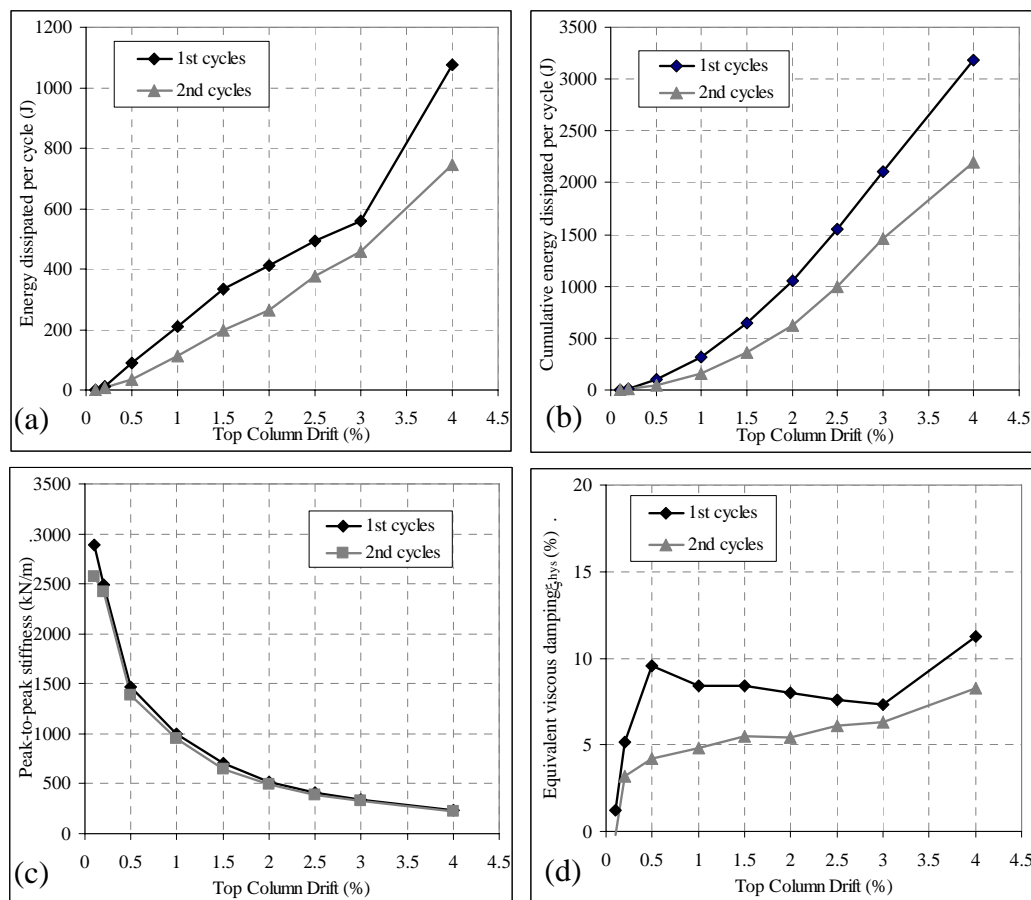 1200
1000
800
600
400
200
0
Energy dissipated per cycle (J)
1st cycles
2nd cycles
0 0.5 1 1.5 2 2.5 3 3.5 4 4.5
Top Column Drift (%)
(a)
3500
3000
2500
2000
1500
1000
500
0
Cumulative energy dissipated per cycle (J)
1st cycles
2nd cycles
0 0.5 1 1.5 2 2.5 3 3.5 4 4.5
Top Column Drift (%)
(b)
3500
3000
2500
2000
1500
1000
500
0
Peak-to-peak stiffness (kN/m)
1st cycles
2nd cycles
0 0.5 1 1.5 2 2.5 3 3.5 4 4.5
Top Column Drift (%)
(c)
20
15
10
5
0
Equivalent viscous damping ξhys (%) .
1st cycles
2nd cycles
0 0.5 1 1.5 2 2.5 3 3.5 4 4.5
Top Column Drift (%)
(d)